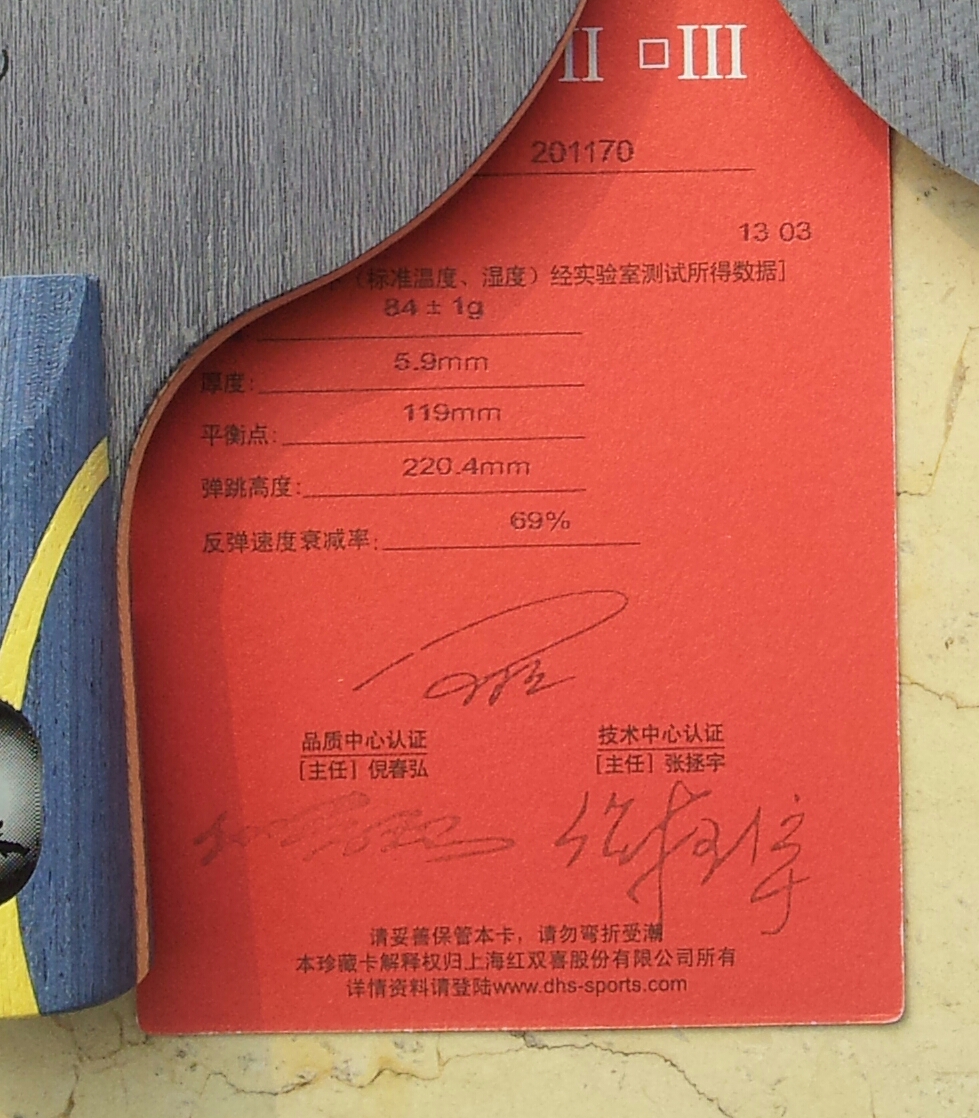 II □III
201170
13 03
（标准温度、湿度）经实验室测试所得数据]
84 ± 1g
5.9mm
厚度:
119mm
平衡点:
220.4mm
弹跳高度:
69%
反弹速度衰减率:
品质中心认证 技术中心认证
[主任] 倪春弘 [主任] 张拯宇
请妥善保管本卡，请勿弯折受潮
本珍藏卡解释权归上海红双喜股份有限公司所有
详情资料请登陆www.dhs-sports.com